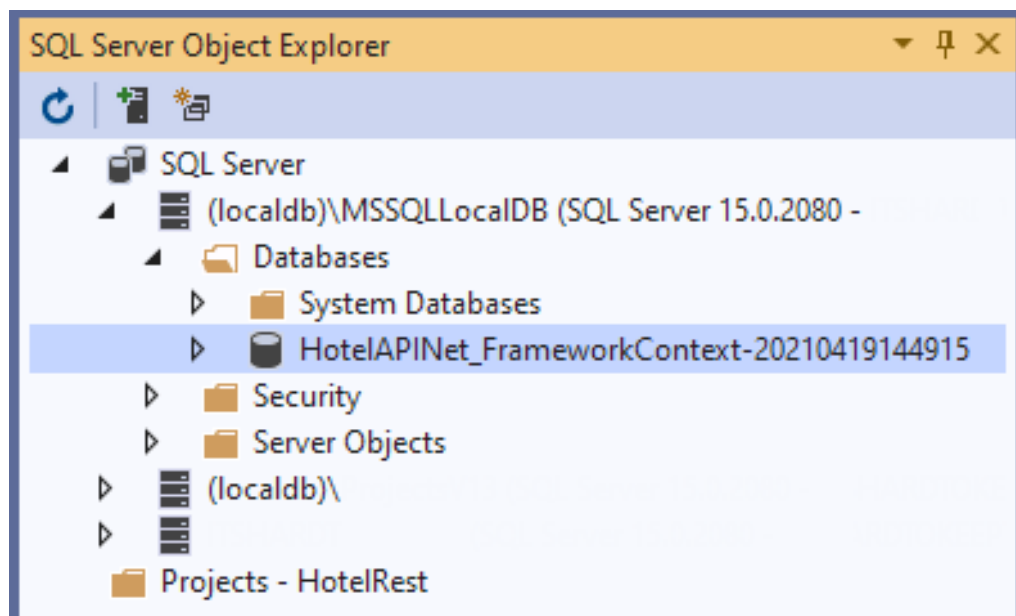 SQL Server Object Explorer
SQL Server
(localdb)\MSSQLLocalDB (SQL Server 15.0.2080 -
Databases
System Databases
HotelAPINet_FrameworkContext-20210419144915
Security
Server Objects
(localdb)\
Projects - HotelRest